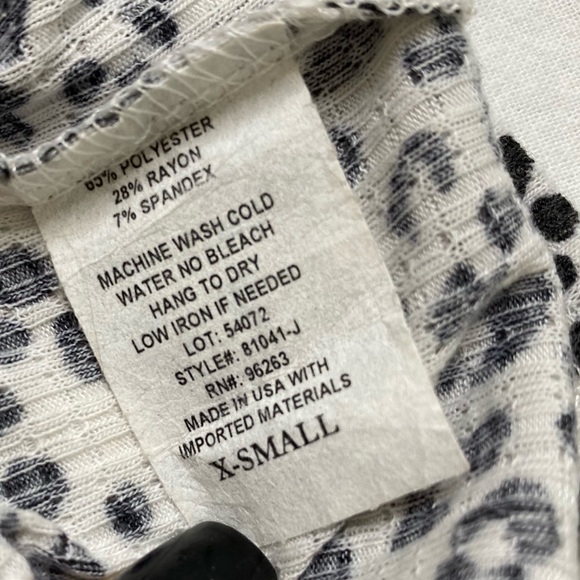 65% POLYESTER
28% RAYON
7% SPANDEX
MACHINE WASH COLD
WATER NO BLEACH
HANG TO DRY
LOW IRON IF NEEDED
LOT: 54072
STYLE#: 81041-J
RN#: 96263
MADE IN USA WITH
IMPORTED MATERIALS
X-SMALL